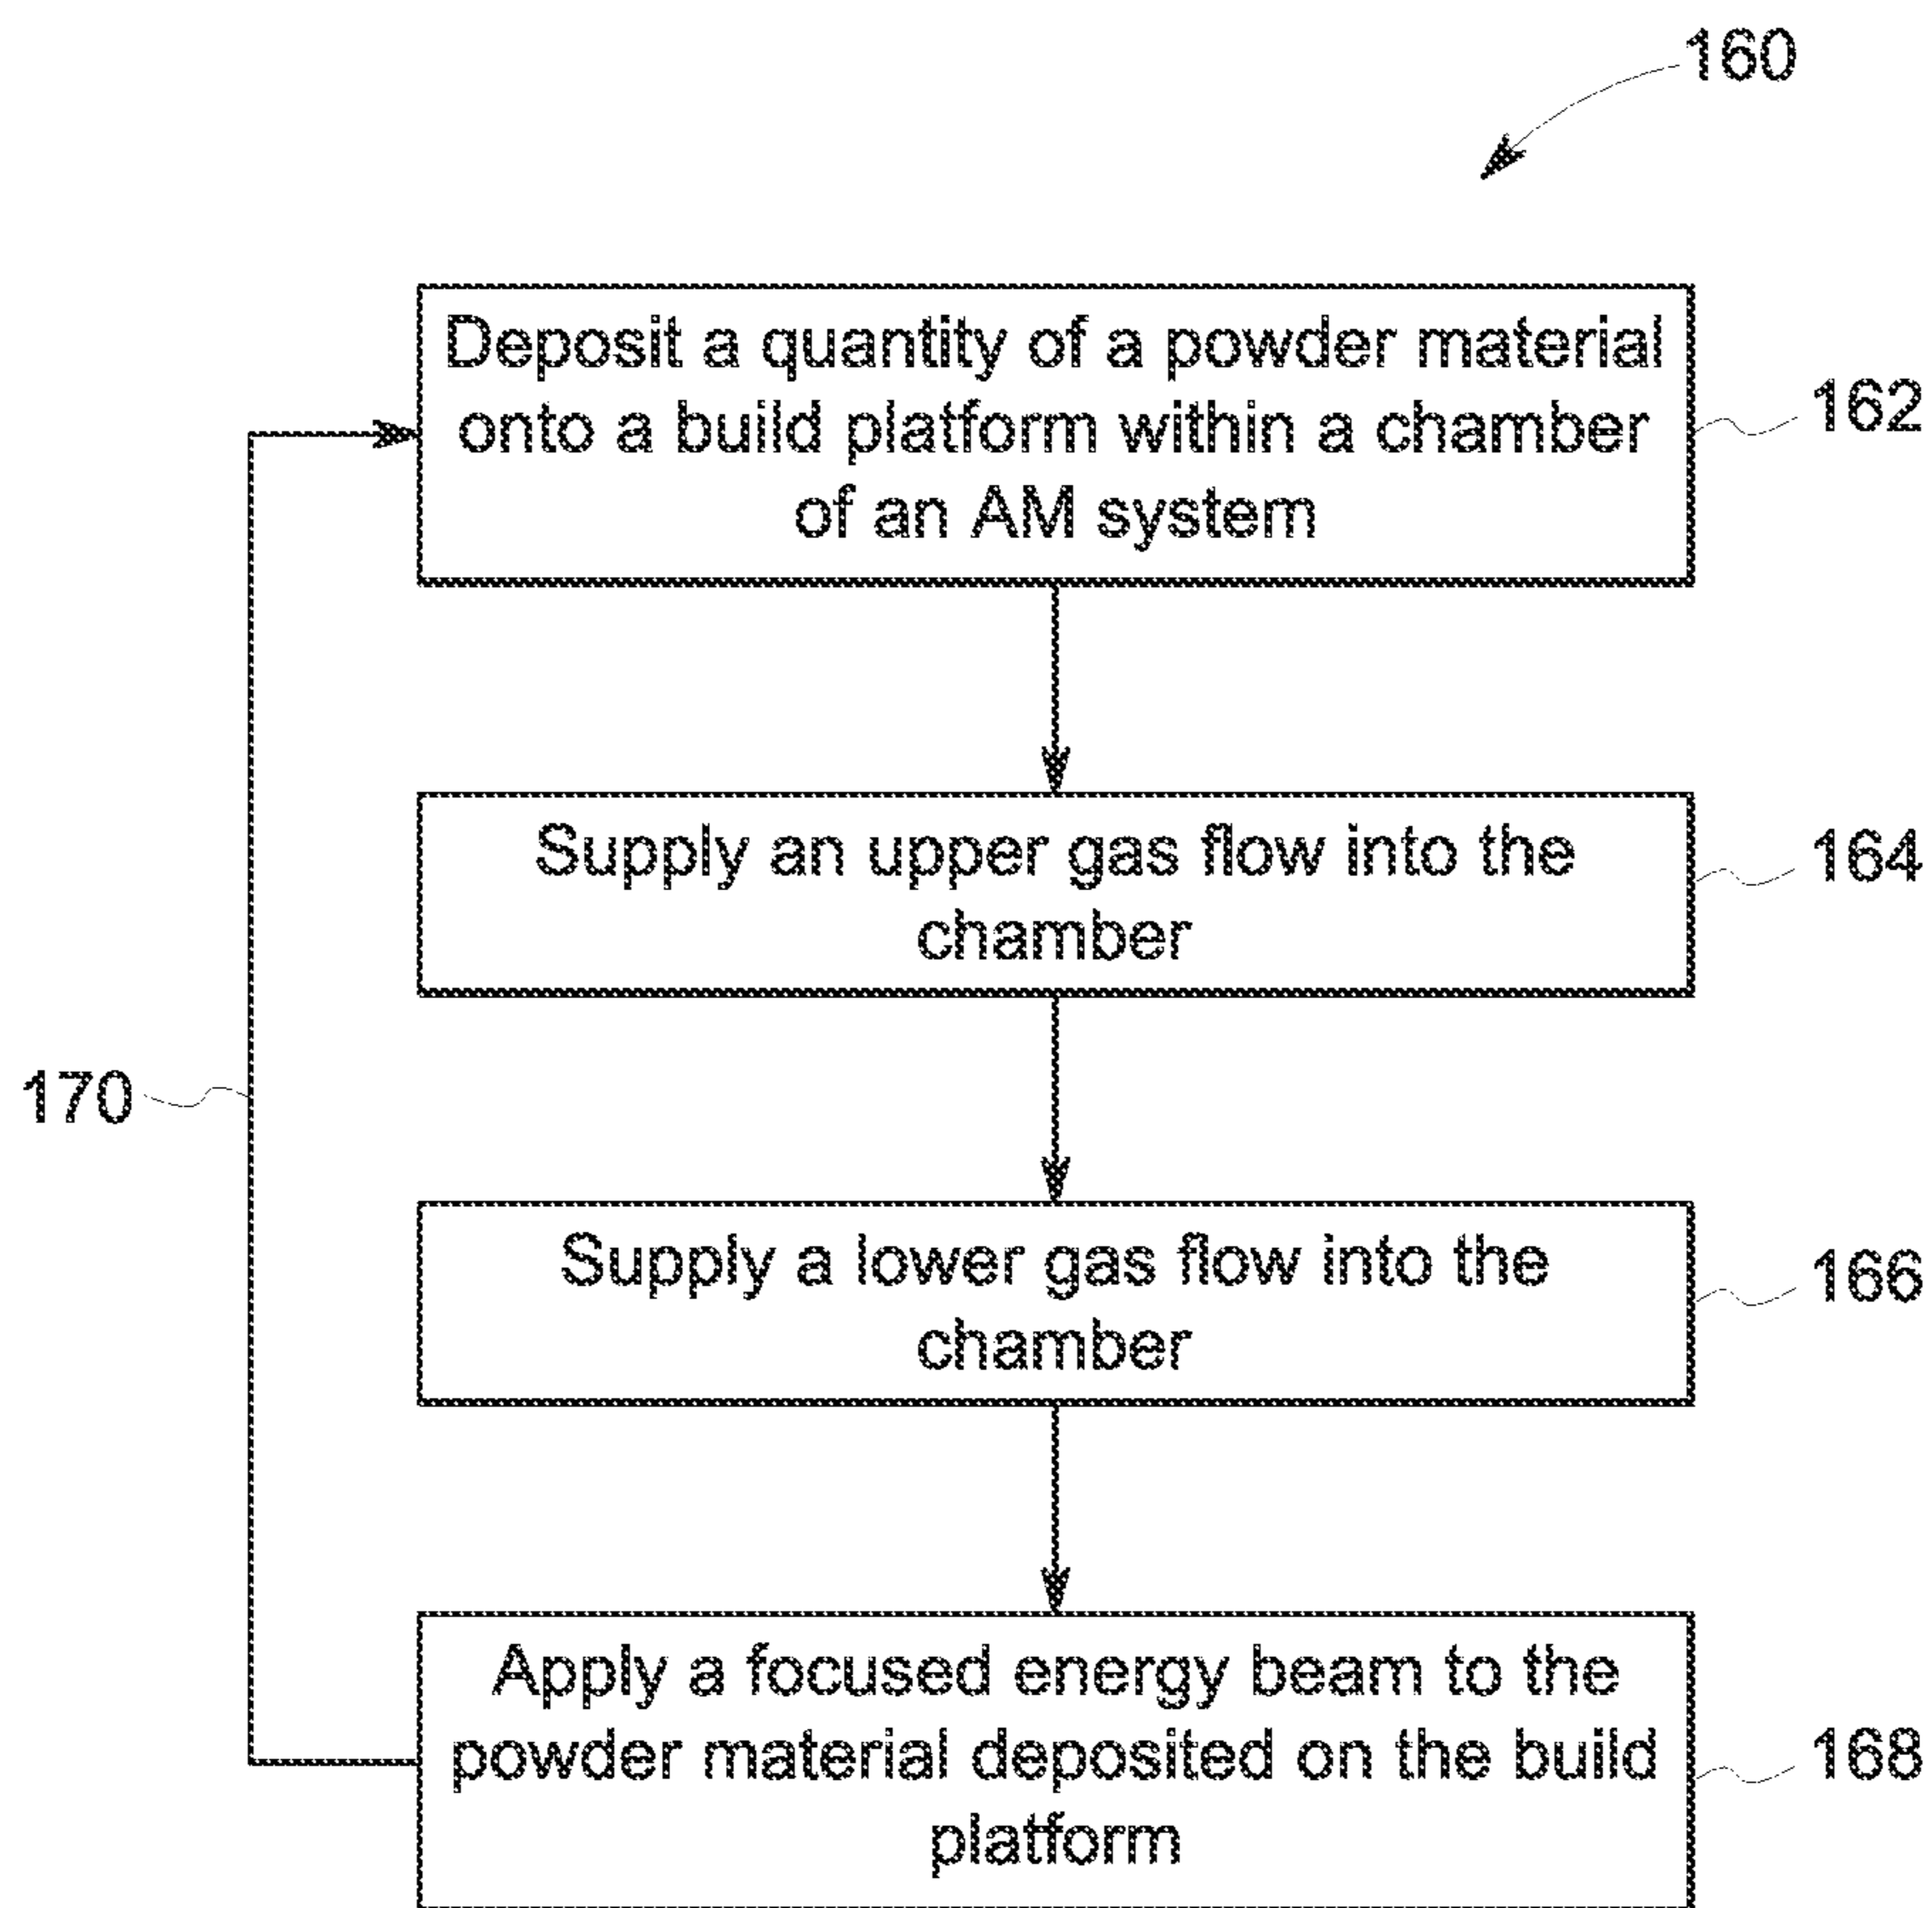 160
Deposit a quantity of a powder material
onto a build platform within a chamber
of an AM system
162
Supply an upper gas flow into the
chamber
164
170
Supply a lower gas flow into the
chamber
166
Apply a focused energy beam to the
powder material deposited on the build
platform
168